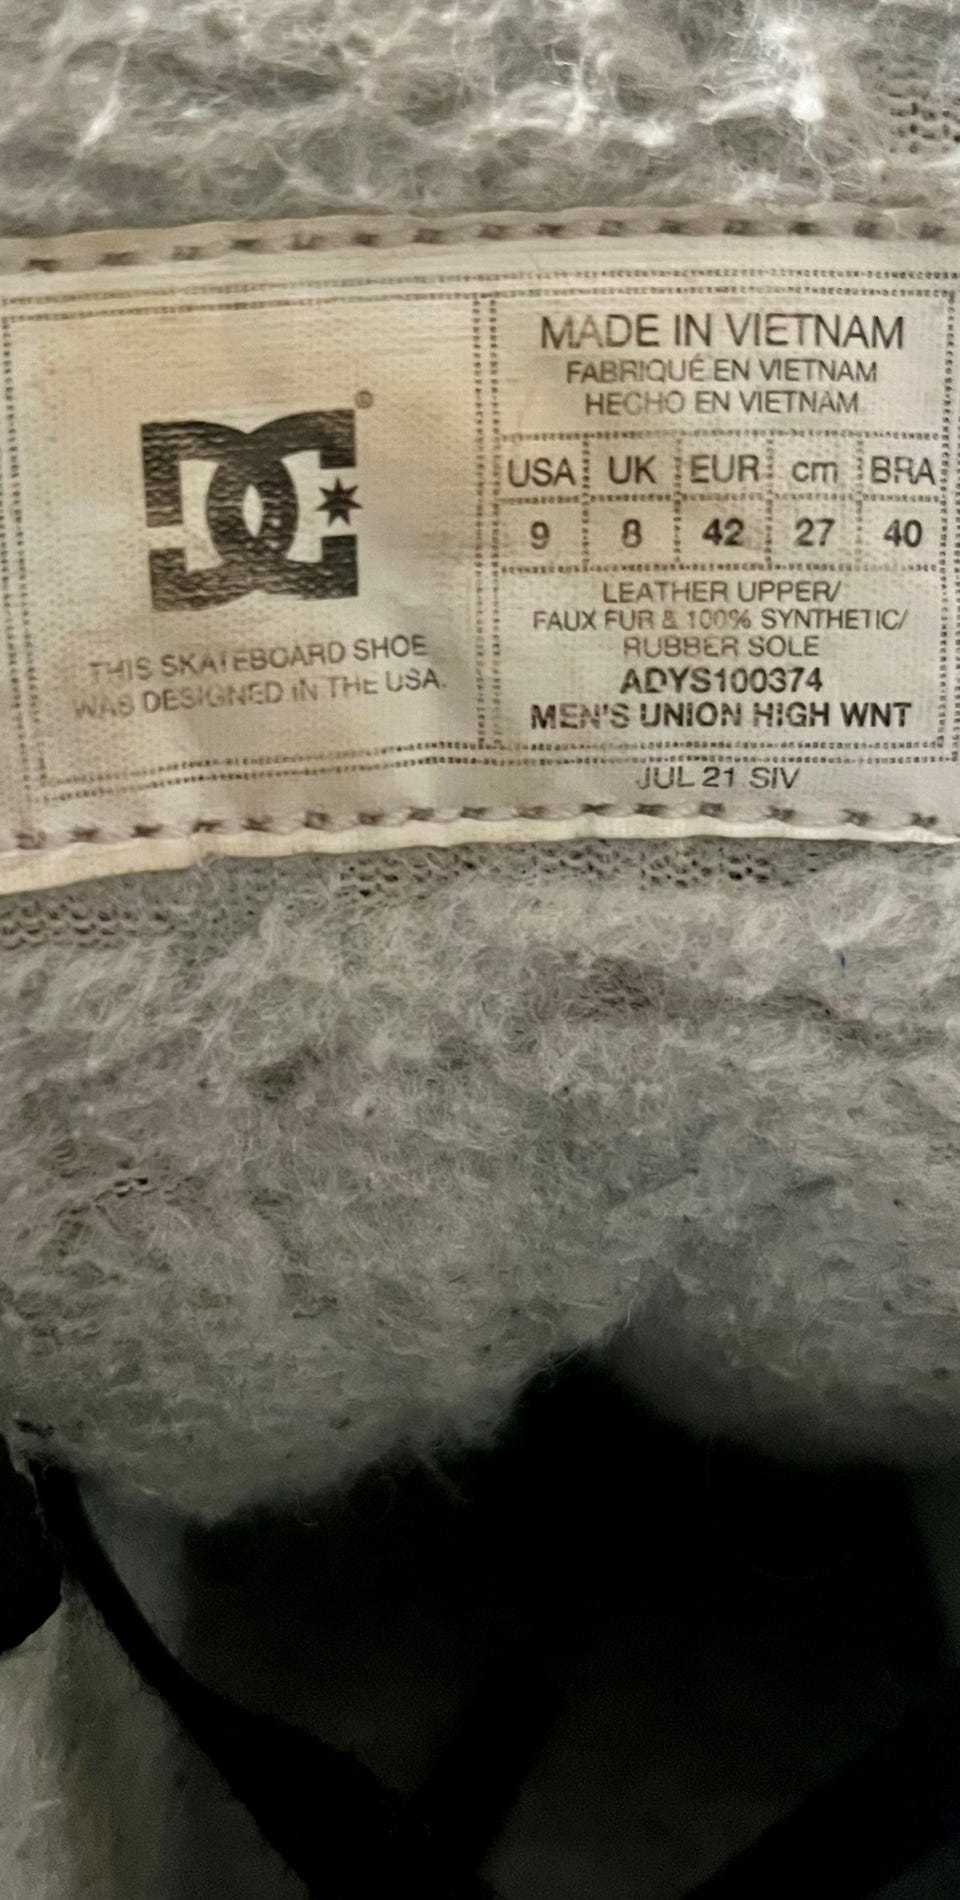 DC®
THIS SKATEBOARD SHOE
WAS DESIGNED IN THE USA.
MADE IN VIETNAM
FABRIQUÉ EN VIETNAM
HECHO EN VIETNAM
USA UK EUR cm BRA
9 8 42 27 40
LEATHER UPPER/
FAUX FUR & 100% SYNTHETIC/
RUBBER SOLE
ADYS100374
MEN'S UNION HIGH WNT
JUL 21 SIV